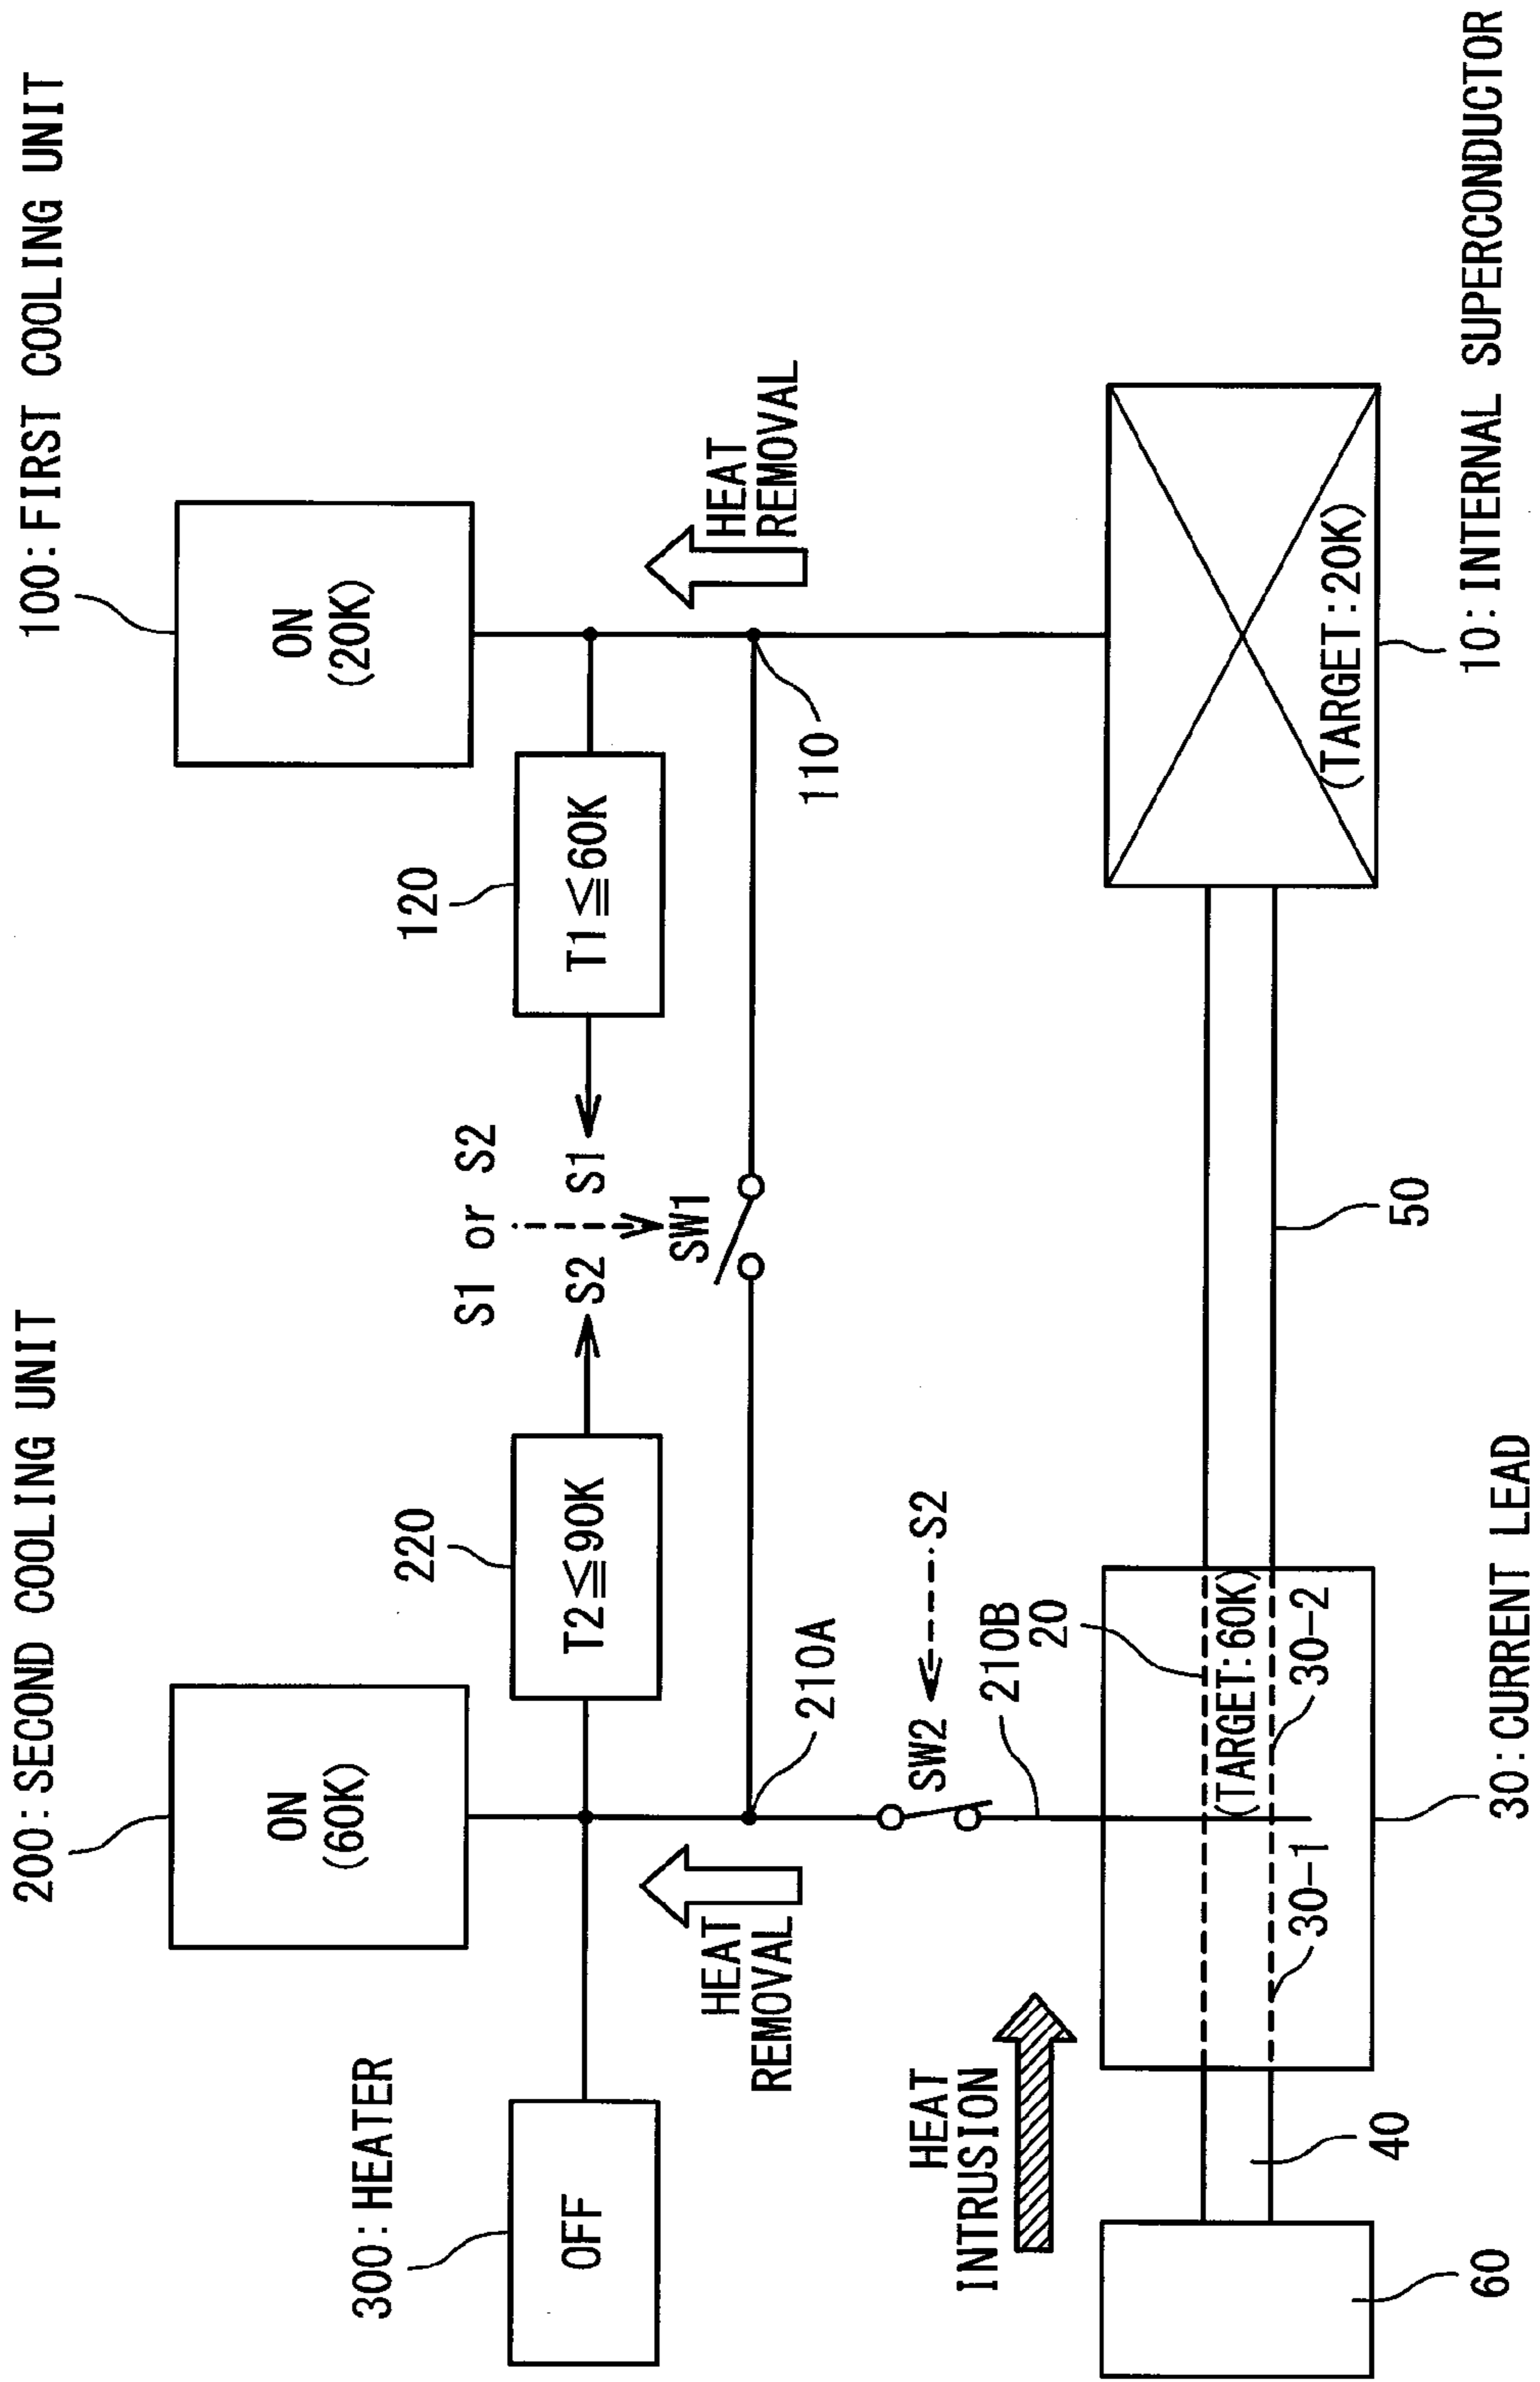 200:SECOND COOLING UNIT
100:FIRST COOLING UNIT
ON
(60K)
ON
(20K)
300:HEATER
220
120
S1 or S2
OFF
T2≦90K
S2
S1
T1≦60K
SW1
HEAT
REMOVAL
HEAT
REMOVAL
210A
110
HEAT
INTRUSION
SW2
S2
210B
20
(TARGET:60K)
30-1
30-2
(TARGET:20K)
40
50
60
30:CURRENT LEAD
10:INTERNAL SUPERCONDUCTOR